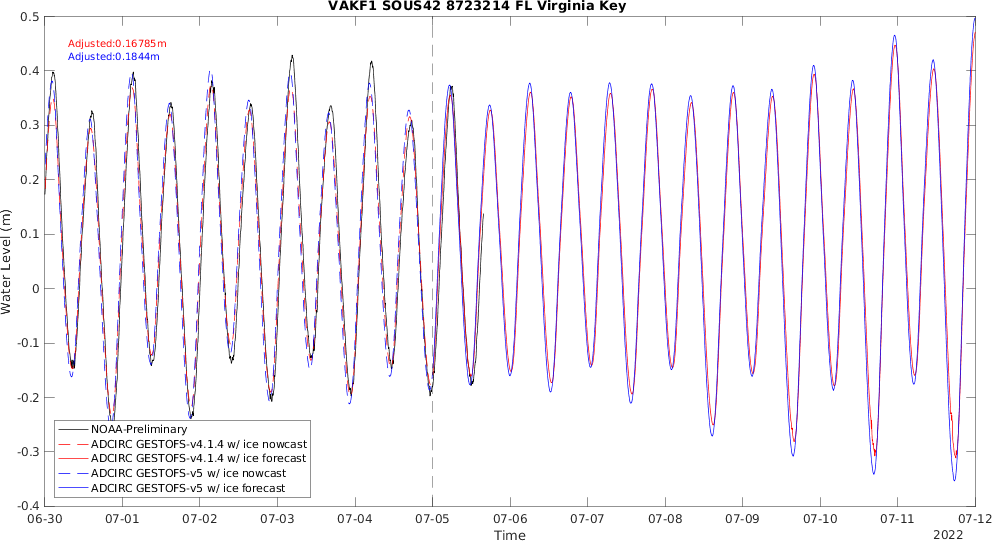 VAKF1 SOUS42 8723214 FL Virginia Key
Adjusted:0.16785m
Adjusted:0.1844m
0.5
0.4
0.3
0.2
0.1
0
-0.1
-0.2
-0.3
-0.4
Water Level (m)
NOAA-Preliminary
ADCIRC GESTOFS-v4.1.4 w/ ice nowcast
ADCIRC GESTOFS-v4.1.4 w/ ice forecast
ADCIRC GESTOFS-v5 w/ ice nowcast
ADCIRC GESTOFS-v5 w/ ice forecast
06-30 07-01 07-02 07-03 07-04 07-05 07-06 07-07 07-08 07-09 07-10 07-11 07-12
Time
2022